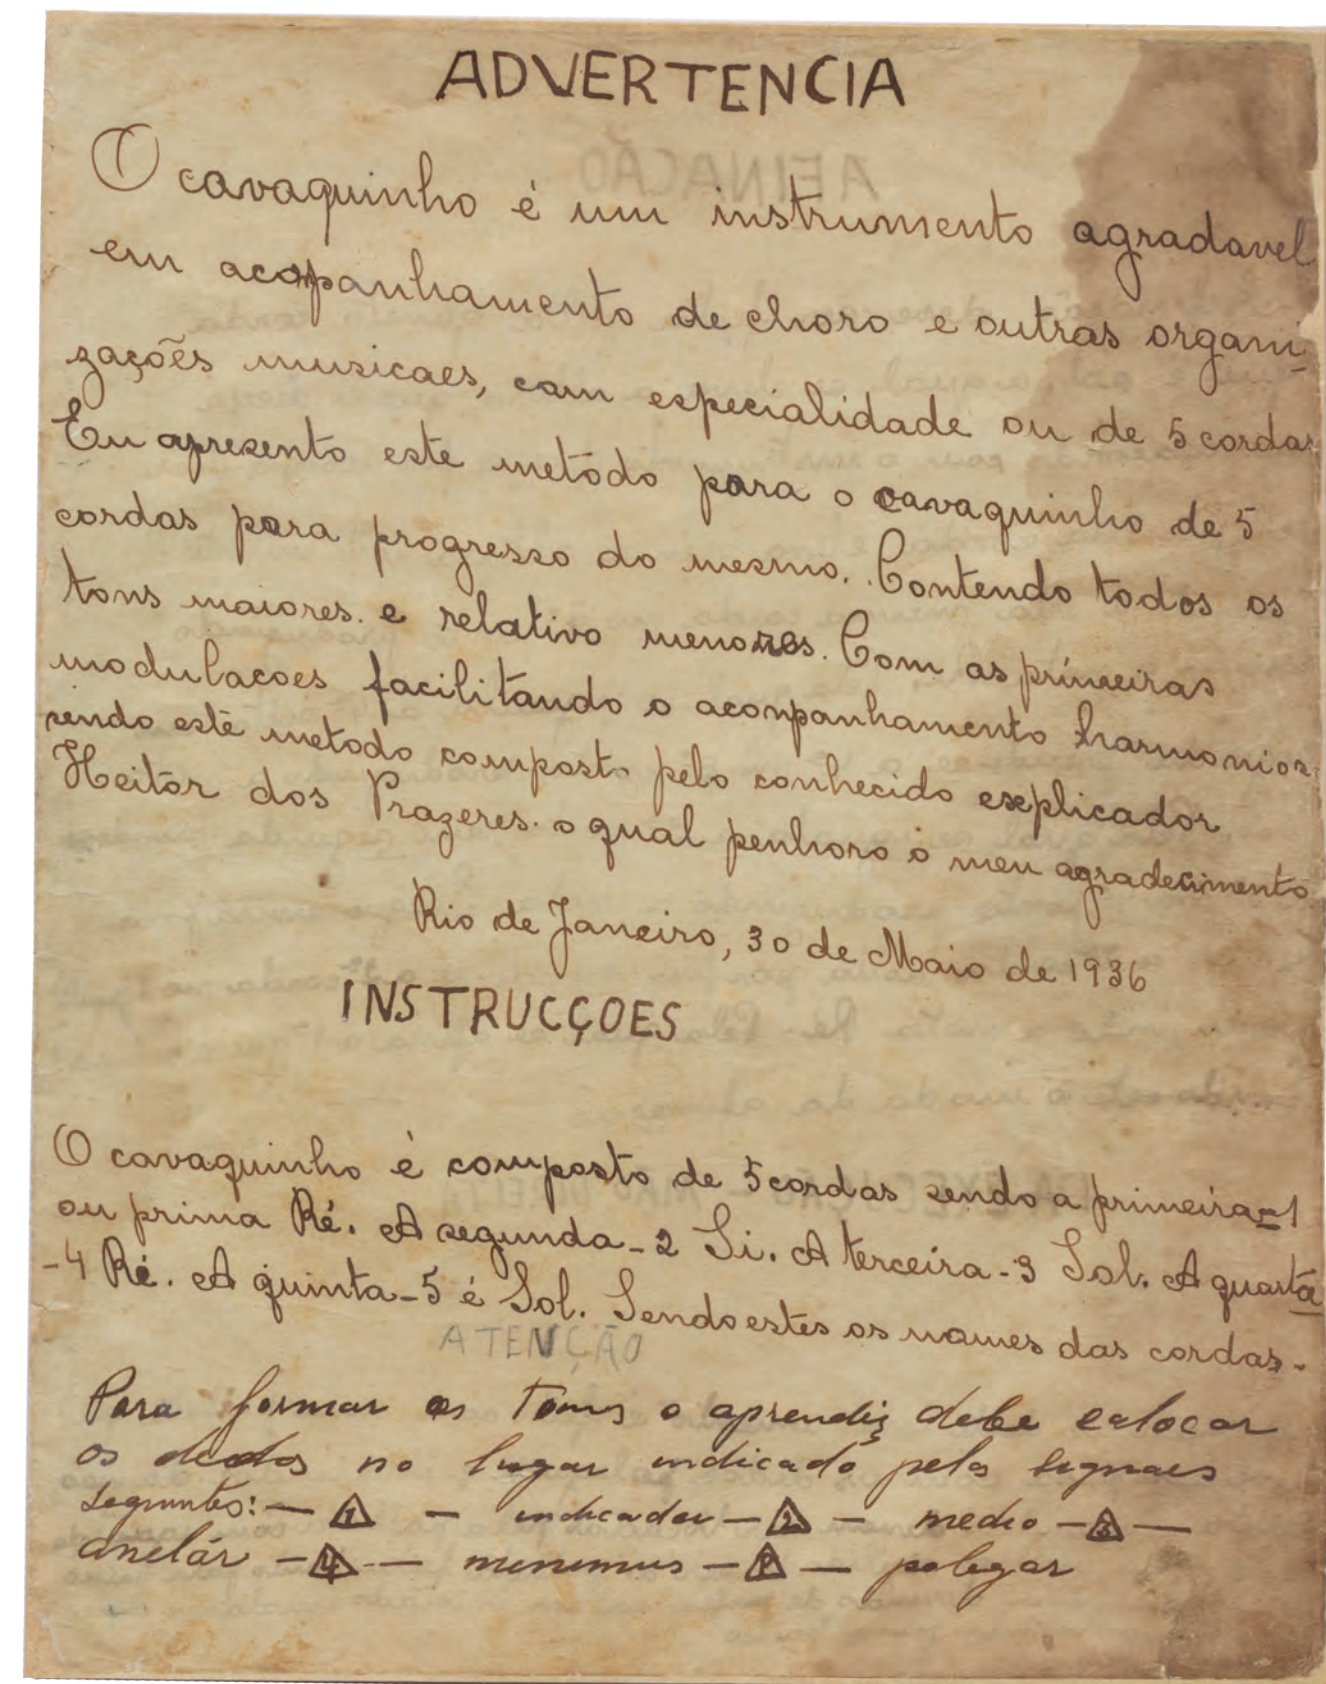 ADVERTENCIA
O cavaquinho é um instrumento agradavel
em acompanhamento de choro e outras organi-
zações musicaes, com especialidade ou de 5 cordas
Eu apresento este metódo para o cavaquinho de 5
cordas para progresso do mesmo. Contendo todos os
tons maiores. e relativo menores. Com as primeiras
modulacoes facilitando o aconpanhamento harmonios
sendo este metodo composto pelo conhecido explicador
Heitor dos Prazeres. o qual penhoro o meu agradecimento
Rio de Janeiro, 30 de Maio de 1936
INSTRUCÇOES
O cavaquinho é composto de 5 cordas sendo a primeira-1
ou prima Ré. A segunda-2 Si. A terceira-3 Sol. A quarta
-4 Ré. A quinta-5 é Sol. Sendo estes os nomes das cordas.
ATENÇÃO
Para formar os Tons o aprendiz debe colocar
os dedos no lugar indicado pelos signaes
seguintes: — 1 — indicador — 2 — medio — 3 —
anelár — 4 — menimus — P — polegar